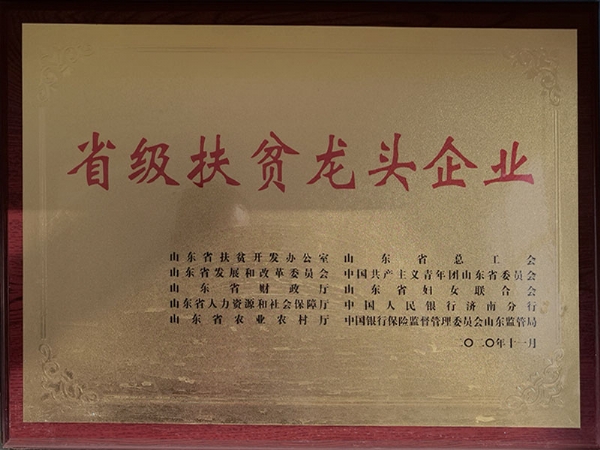 省级扶贫龙头企业
山东省扶贫开发办公室 山东省总工会
山东省发展和改革委员会 中国共产主义青年团山东省委员会
山东省财政厅 山东省妇女联合会
山东省人力资源和社会保障厅 中国人民银行济南分行
山东省农业农村厅 中国银行保险监督管理委员会山东监管局
二〇二〇年十一月